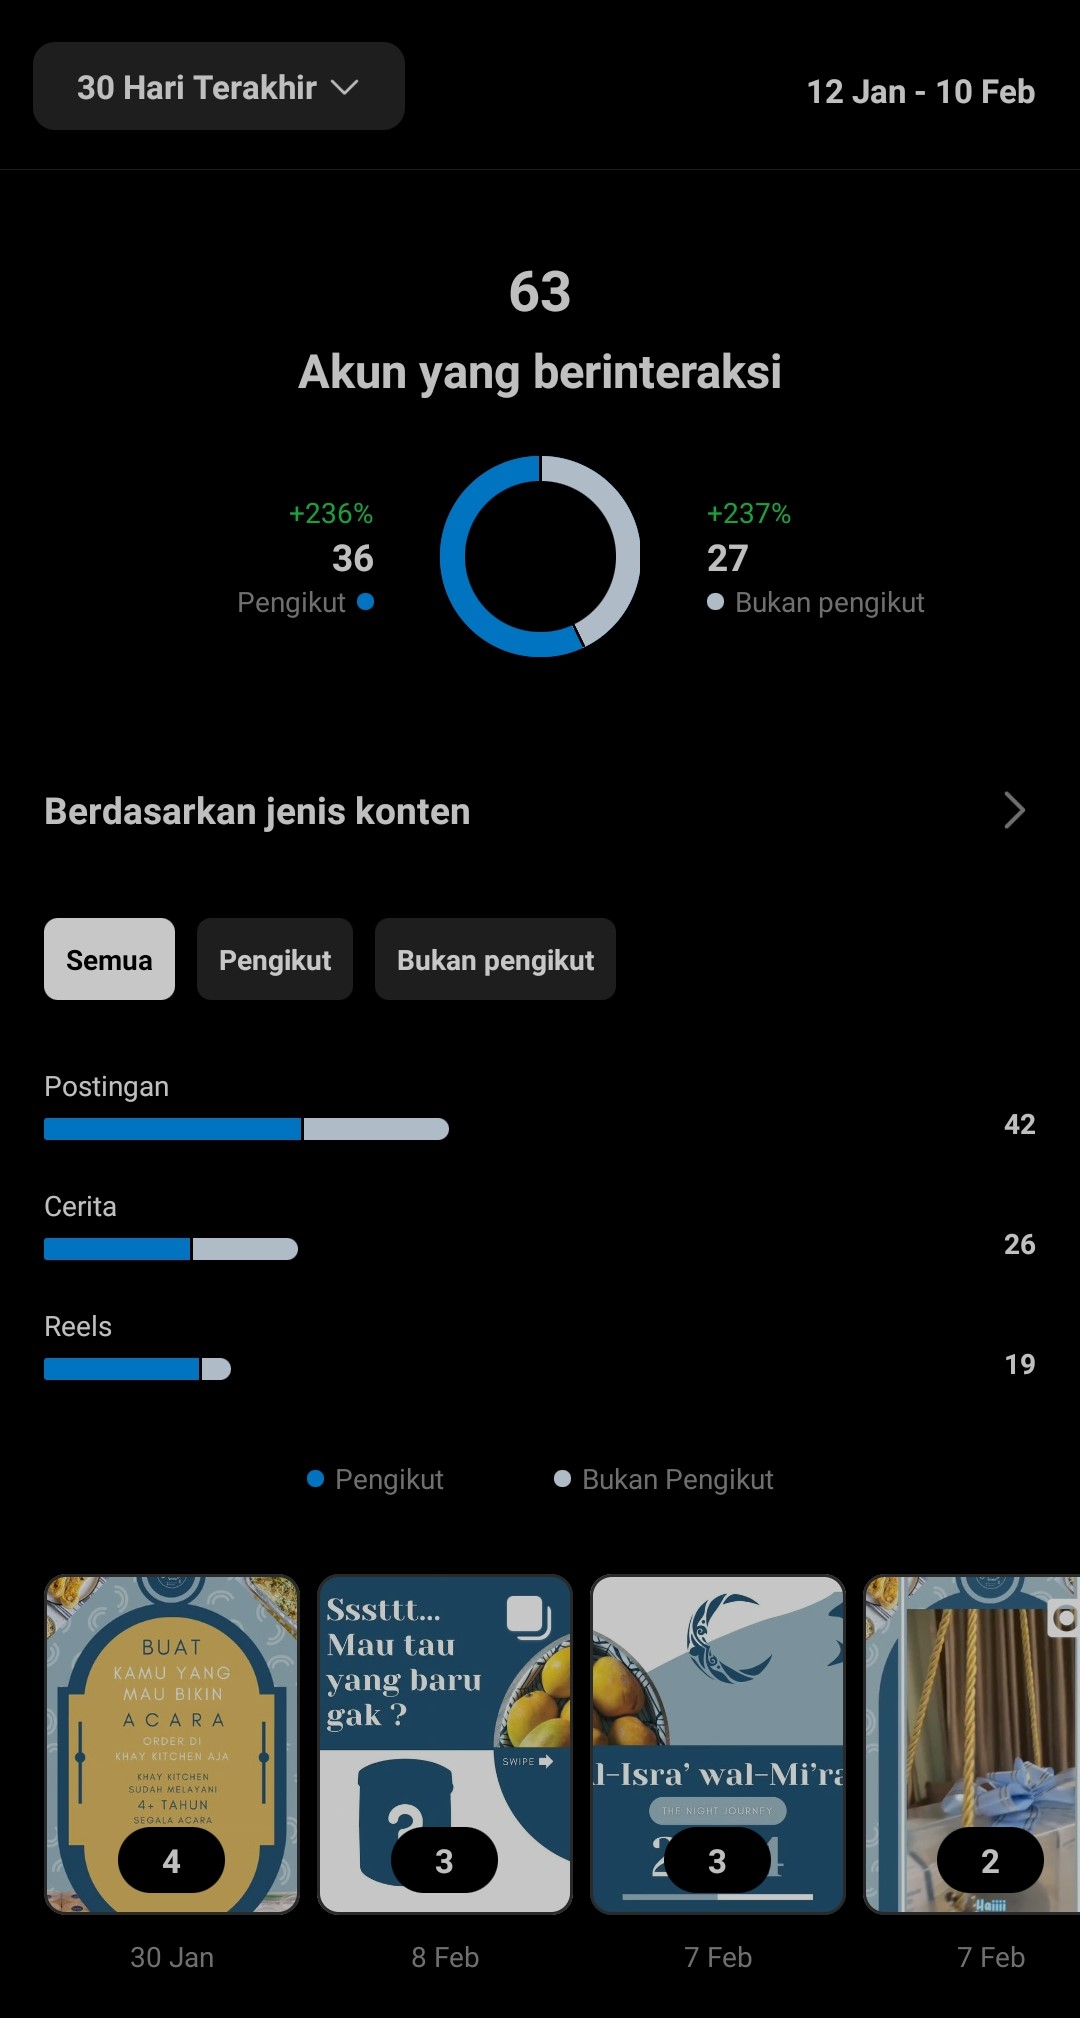 30 Hari Terakhir
12 Jan - 10 Feb
63
Akun yang berinteraksi
+236%
36
Pengikut
+237%
27
Bukan pengikut
Berdasarkan jenis konten
Semua
Pengikut
Bukan pengikut
Postingan
42
Cerita
26
Reels
19
Pengikut
Bukan Pengikut
BUAT
KAMU YANG
MAU BIKIN
ACARA
ORDER DI
KHAY KITCHEN AJA
KHAY KITCHEN
SUDAH MELAYANI
4+ TAHUN
SEGALA ACARA
4
30 Jan
Sssttt...
Mau tau
yang baru
gak ?
SWIPE
?
3
8 Feb
l-Isra' wal-Mi'ra
THE NIGHT JOURNEY
2 4
3
7 Feb
Haiiii
2
7 Feb